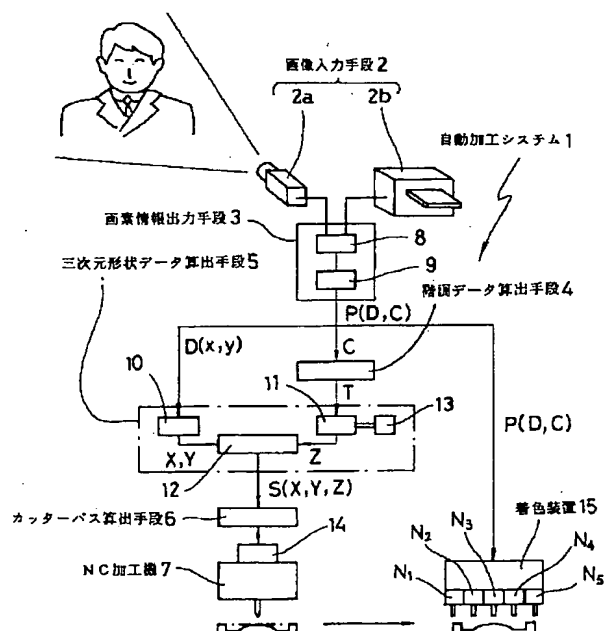 画像入力手段2
2a
2b
自動加工システム1
画素情報出力手段3
8
三次元形状データ算出手段5
9
階調データ算出手段4
P(D,C)
D(x,y)
C
10
11
T
13
P(D,C)
X,Y
Z
12
S(X,Y,Z)
着色装置15
カッターパス算出手段6
14
N1
N2
N3
N4
N5
NC加工機7